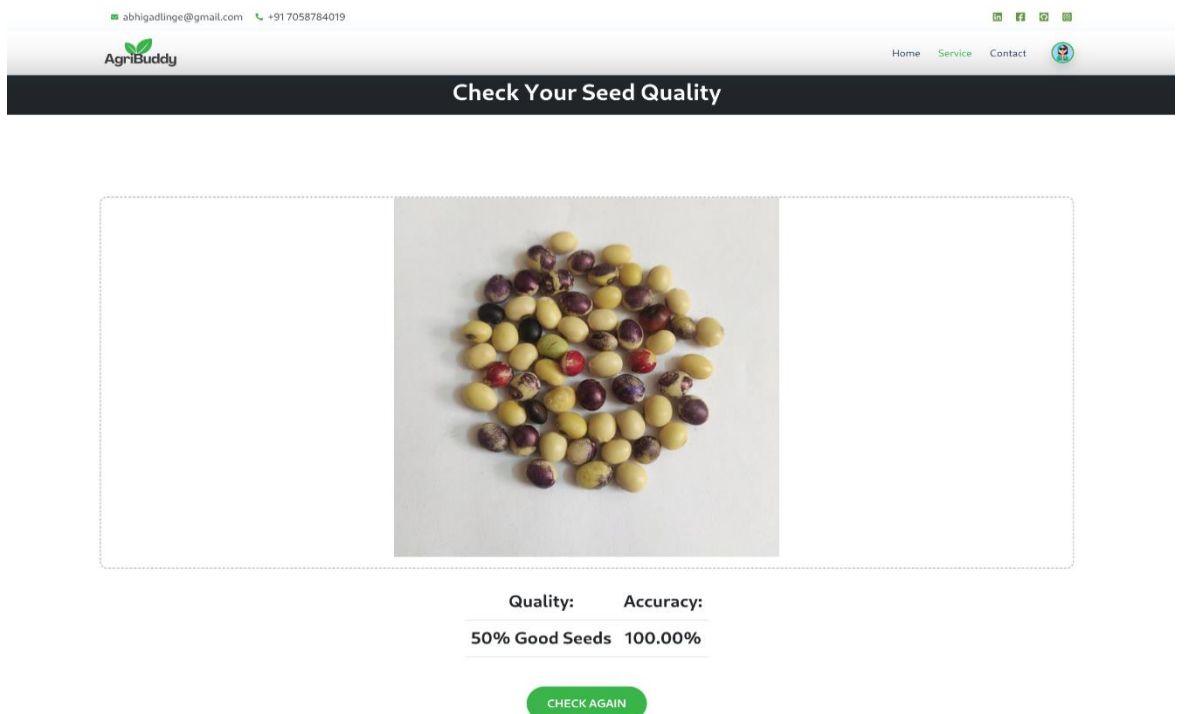 abhigadlinge@gmail.com +91 7058784019
AgriBuddy
Home Service Contact
Check Your Seed Quality
Quality: Accuracy:
50% Good Seeds 100.00%
CHECK AGAIN